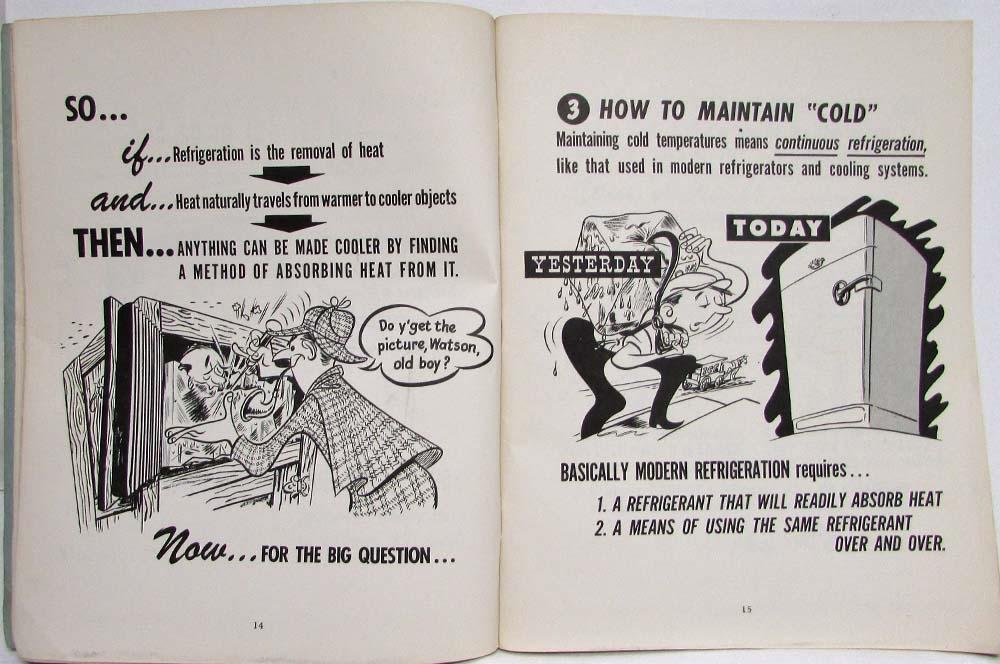 SO...
if...Refrigeration is the removal of heat
and...Heat naturally travels from warmer to cooler objects
THEN...ANYTHING CAN BE MADE COOLER BY FINDING
A METHOD OF ABSORBING HEAT FROM IT.
Do y'get the
picture, Watson,
old boy?
Now...FOR THE BIG QUESTION...
14
3 HOW TO MAINTAIN "COLD"
Maintaining cold temperatures means continuous refrigeration,
like that used in modern refrigerators and cooling systems.
YESTERDAY
TODAY
BASICALLY MODERN REFRIGERATION requires...
1. A REFRIGERANT THAT WILL READILY ABSORB HEAT
2. A MEANS OF USING THE SAME REFRIGERANT
OVER AND OVER.
15